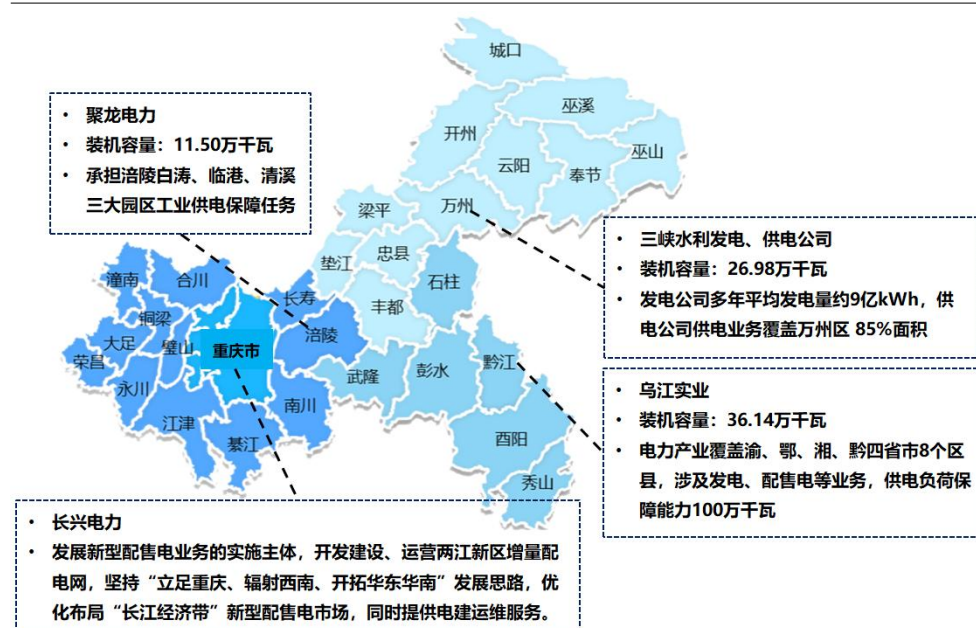 城口
巫溪
开州
巫山
云阳
奉节
万州
梁平
忠县
垫江
石柱
丰都
潼南
合川
长寿
铜梁
涪陵
大足
璧山
重庆市
荣昌
武隆
彭水
黔江
永川
南川
江津
綦江
酉阳
秀山
• 聚龙电力
• 装机容量：11.50万千瓦
• 承担涪陵白涛、临港、清溪
三大园区工业供电保障任务
• 三峡水利发电、供电公司
• 装机容量：26.98万千瓦
• 发电公司多年平均发电量约9亿kWh，供
电公司供电业务覆盖万州区 85%面积
• 乌江实业
• 装机容量：36.14万千瓦
• 电力产业覆盖渝、鄂、湘、黔四省市8个区
县，涉及发电、配售电等业务，供电负荷保
障能力100万千瓦
• 长兴电力
• 发展新型配售电业务的实施主体，开发建设、运营两江新区增量配
电网，坚持“立足重庆、辐射西南、开拓华东华南”发展思路，优
化布局“长江经济带”新型配售电市场，同时提供电建运维服务。